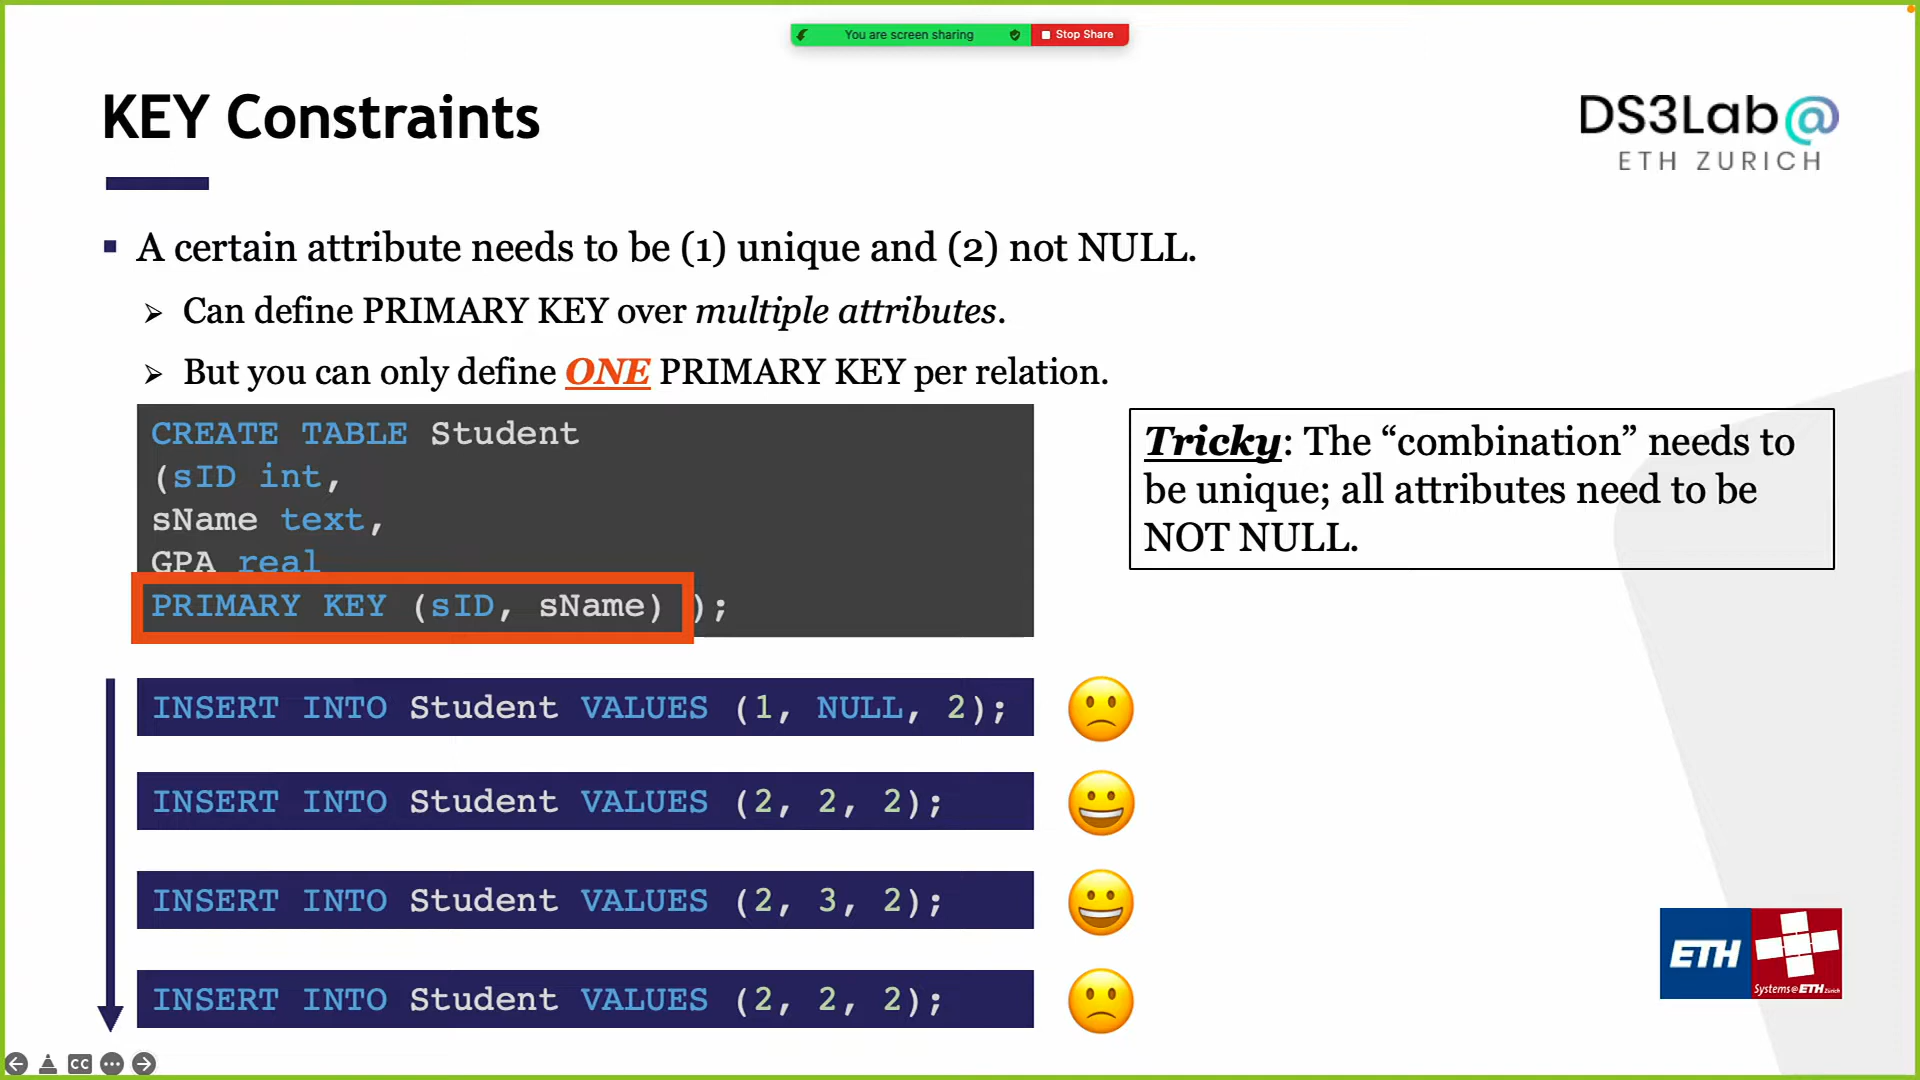 You are screen sharing
Stop Share
KEY Constraints
DS3Lab@
ETH ZURICH
▪ A certain attribute needs to be (1) unique and (2) not NULL.
➢ Can define PRIMARY KEY over multiple attributes.
➢ But you can only define ONE PRIMARY KEY per relation.
CREATE TABLE Student
(sID int,
sName text,
GPA real
PRIMARY KEY (sID, sName) );
Tricky: The “combination” needs to
be unique; all attributes need to be
NOT NULL.
INSERT INTO Student VALUES (1, NULL, 2);
INSERT INTO Student VALUES (2, 2, 2);
INSERT INTO Student VALUES (2, 3, 2);
INSERT INTO Student VALUES (2, 2, 2);
ETH
Systems@ETH Zürich
CC